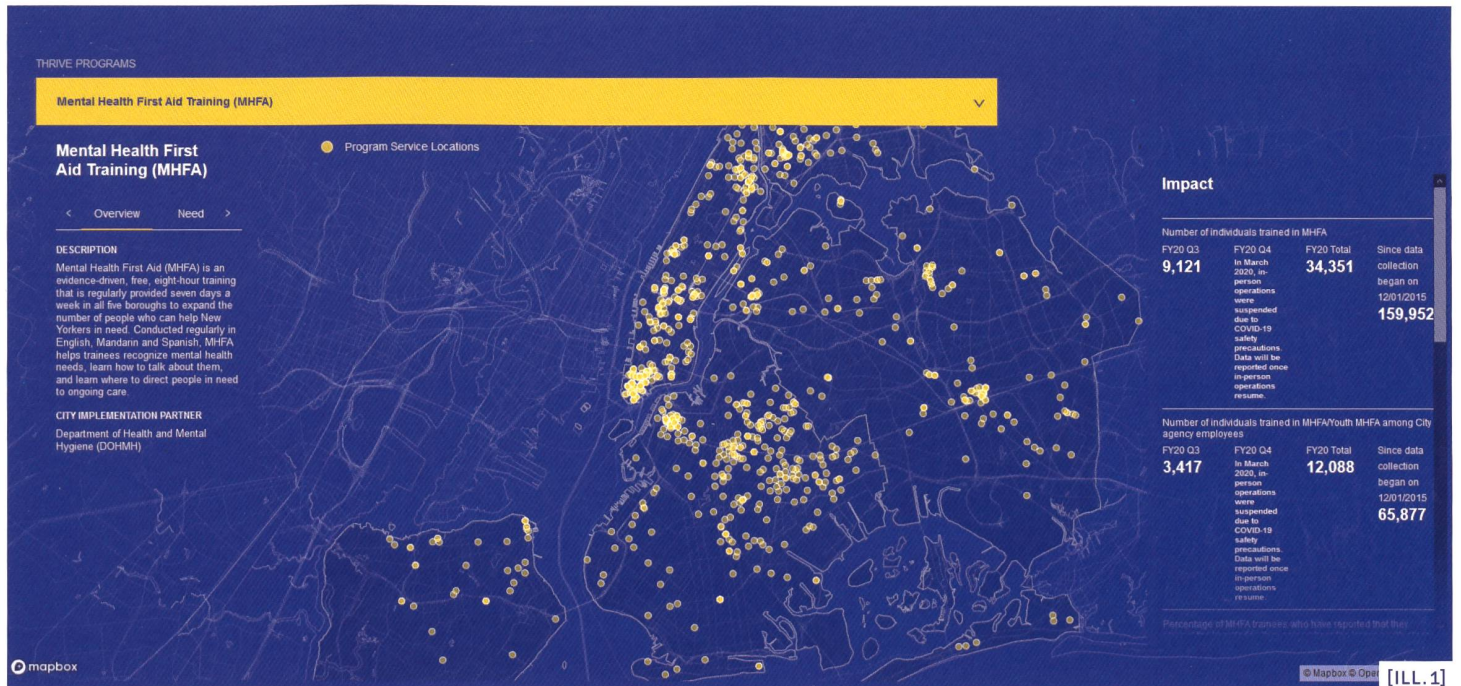 THRIVE PROGRAMS
Mental Health First Aid Training (MHFA)
Mental Health First
Aid Training (MHFA)
< Overview Need >
DESCRIPTION
Mental Health First Aid (MHFA) is an
evidence-driven, free, eight-hour training
that is regularly provided seven days a
week in all five boroughs to expand the
number of people who can help New
Yorkers in need. Conducted regularly in
English, Mandarin and Spanish, MHFA
helps trainees recognize mental health
needs, learn how to talk about them,
and learn where to direct people in need
to ongoing care.
CITY IMPLEMENTATION PARTNER
Department of Health and Mental
Hygiene (DOHMH)
Program Service Locations
Impact
Number of individuals trained in MHFA
FY20 Q3
9,121
FY20 Q4
In March
2020, in-
person
operations
were
suspended
due to
COVID-19
safety
precautions.
Data will be
reported once
in-person
operations
resume.
FY20 Total
34,351
Since data
collection
began on
12/01/2015
159,952
Number of individuals trained in MHFA/Youth MHFA among City
agency employees
FY20 Q3
3,417
FY20 Q4
In March
2020, in-
person
operations
were
suspended
due to
COVID-19
safety
precautions.
Data will be
reported once
in-person
operations
resume.
FY20 Total
12,088
Since data
collection
began on
12/01/2015
65,877
Percentage of MHFA trainees who have reported that they
mapbox
© Mapbox ©
[ILL.1]